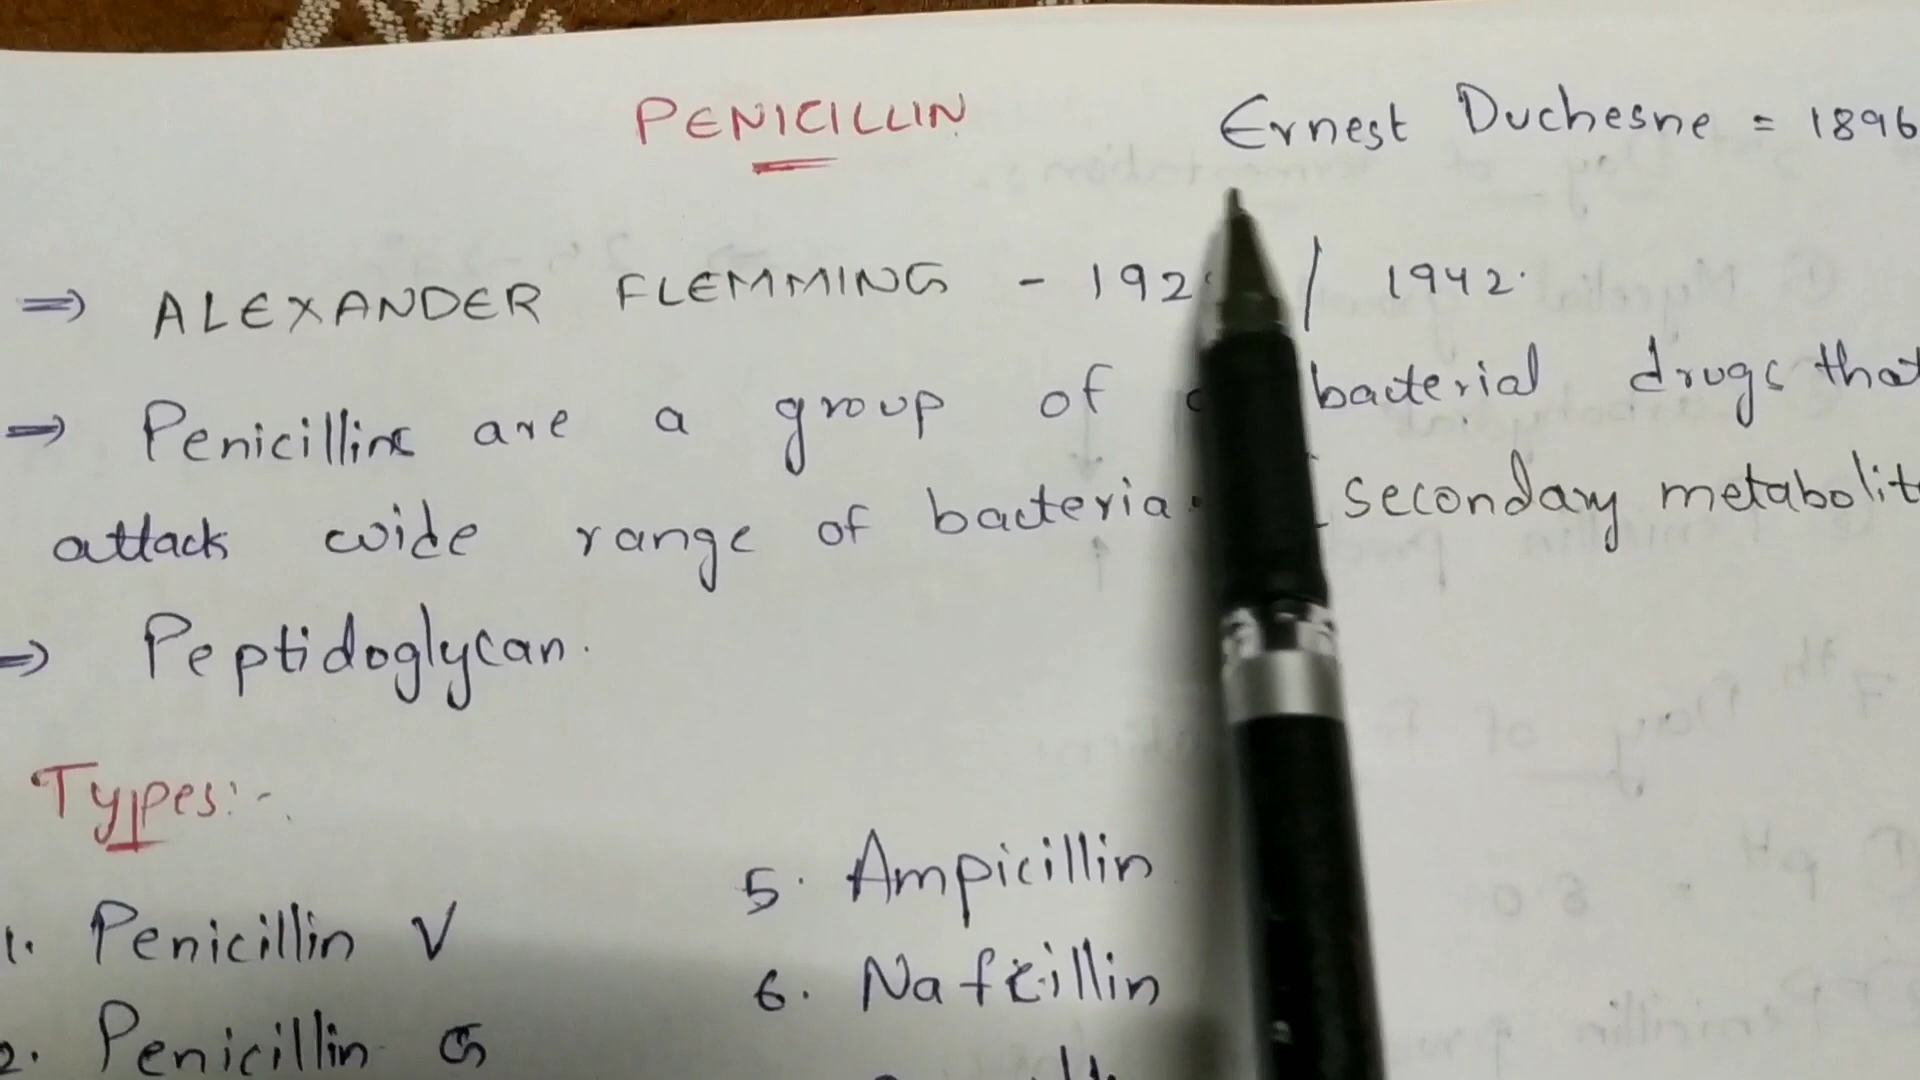 PENICILLIN Ernest Duchesne = 1896
⇒ ALEXANDER FLEMMING - 192 / 1942.
⇒ Penicillins are a group of bacterial drugs that
attack wide range of bacteria. secondary metabolit
⇒ Peptidoglycan.
Types:-
1. Penicillin V
2. Penicillin G
5. Ampicillin
6. Nafcillin